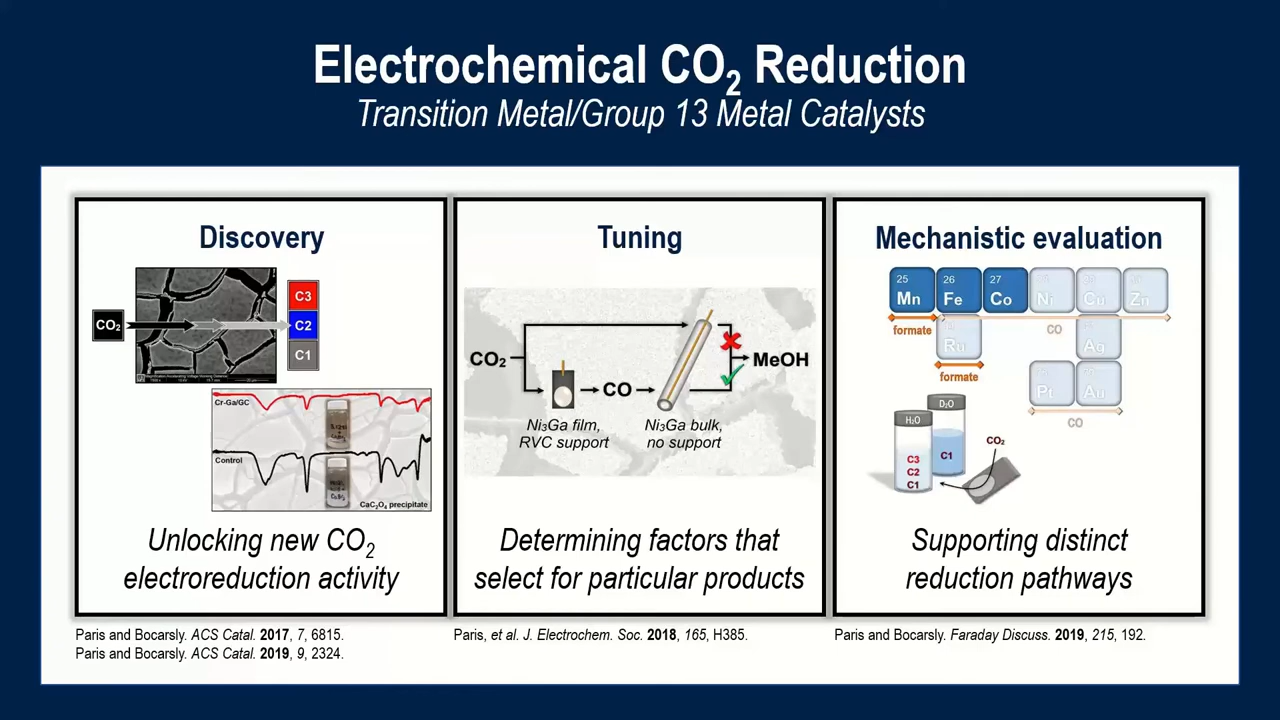 Electrochemical CO₂ Reduction
Transition Metal/Group 13 Metal Catalysts
Discovery
CO₂
C3
C2
C1
Cr-Ga/GC
Control
CaC₂O₄ precipitate
Unlocking new CO₂
electroreduction activity
Paris and Bocarsly. ACS Catal. 2017, 7, 6815.
Paris and Bocarsly. ACS Catal. 2019, 9, 2324.
Tuning
CO₂
CO
MeOH
Ni₃Ga film,
RVC support
Ni₃Ga bulk,
no support
Determining factors that
select for particular products
Paris, et al. J. Electrochem. Soc. 2018, 165, H385.
Mechanistic evaluation
25 26 27
Mn Fe Co Ni Cu Zn
formate
CO
Ru Ag
formate
Pt Au
CO
D₂O
H₂O
CO₂
C3
C2
C1
C1
Supporting distinct
reduction pathways
Paris and Bocarsly. Faraday Discuss. 2019, 215, 192.